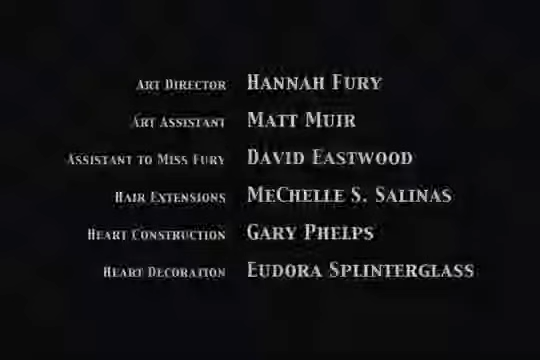 Art Director Hannah Fury
Art Assistant Matt Muir
Assistant to Miss Fury David Eastwood
Hair Extensions MeChelle S. Salinas
Heart Construction Gary Phelps
Heart Decoration Eudora Splinterglass